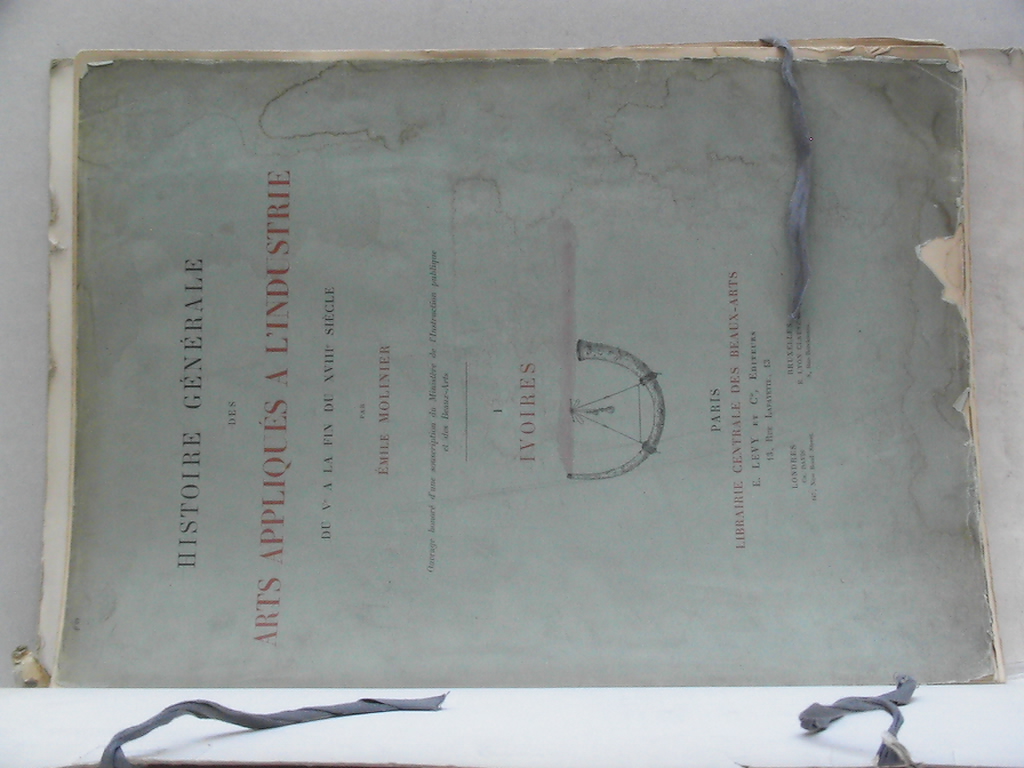 HISTOIRE GÉNÉRALE
DES
ARTS APPLIQUÉS A L'INDUSTRIE
DU Vᵉ A LA FIN DU XVIIIᵉ SIÈCLE
PAR
ÉMILE MOLINIER
Ouvrage honoré d'une souscription du Ministère de l'Instruction publique
et des Beaux-Arts
I
IVOIRES
PARIS
LIBRAIRIE CENTRALE DES BEAUX-ARTS
E. LEVY ET Cⁱᵉ, ÉDITEURS
13, RUE LAFAYETTE, 13
LONDRES
BRUXELLES